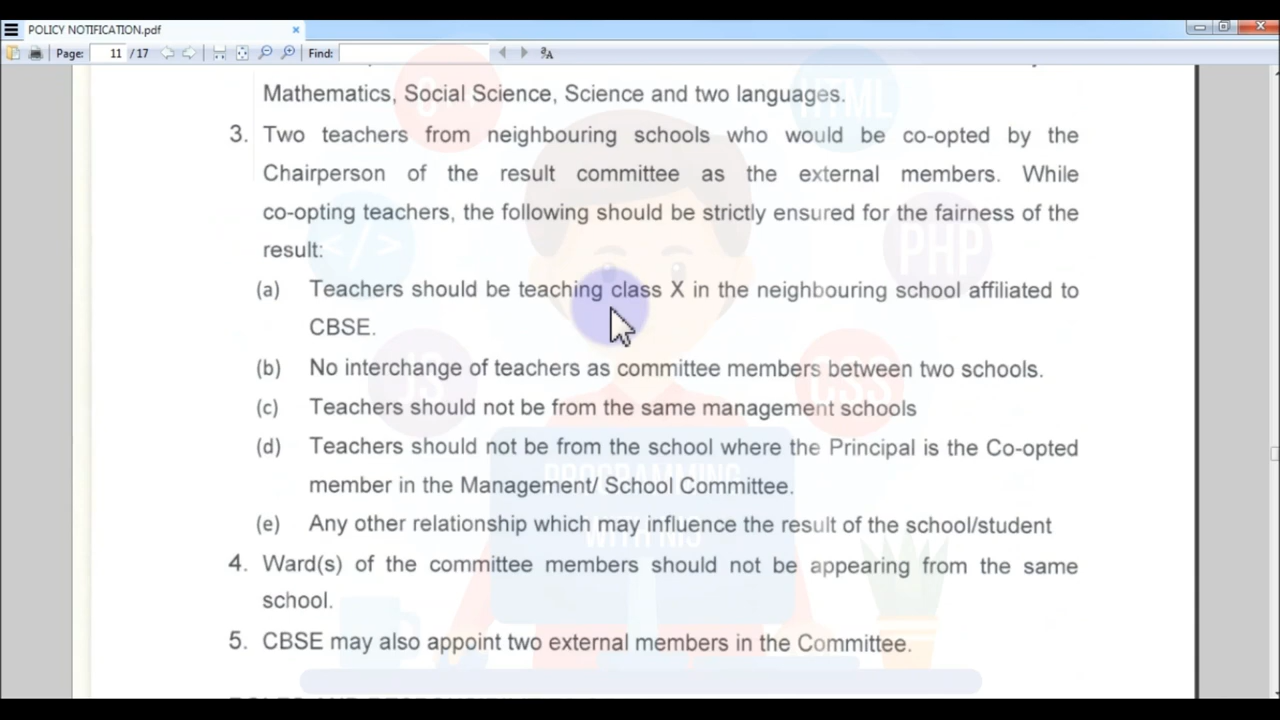 POLICY NOTIFICATION.pdf
Page: 11 / 17 Find:
Mathematics, Social Science, Science and two languages.
3. Two teachers from neighbouring schools who would be co-opted by the
Chairperson of the result committee as the external members. While
co-opting teachers, the following should be strictly ensured for the fairness of the
result:
(a) Teachers should be teaching class X in the neighbouring school affiliated to
CBSE.
(b) No interchange of teachers as committee members between two schools.
(c) Teachers should not be from the same management schools
(d) Teachers should not be from the school where the Principal is the Co-opted
member in the Management/ School Committee.
(e) Any other relationship which may influence the result of the school/student
4. Ward(s) of the committee members should not be appearing from the same
school.
5. CBSE may also appoint two external members in the Committee.
HTML
</>
PHP
JS
CSS
PROGRAMMING
WITH NIS